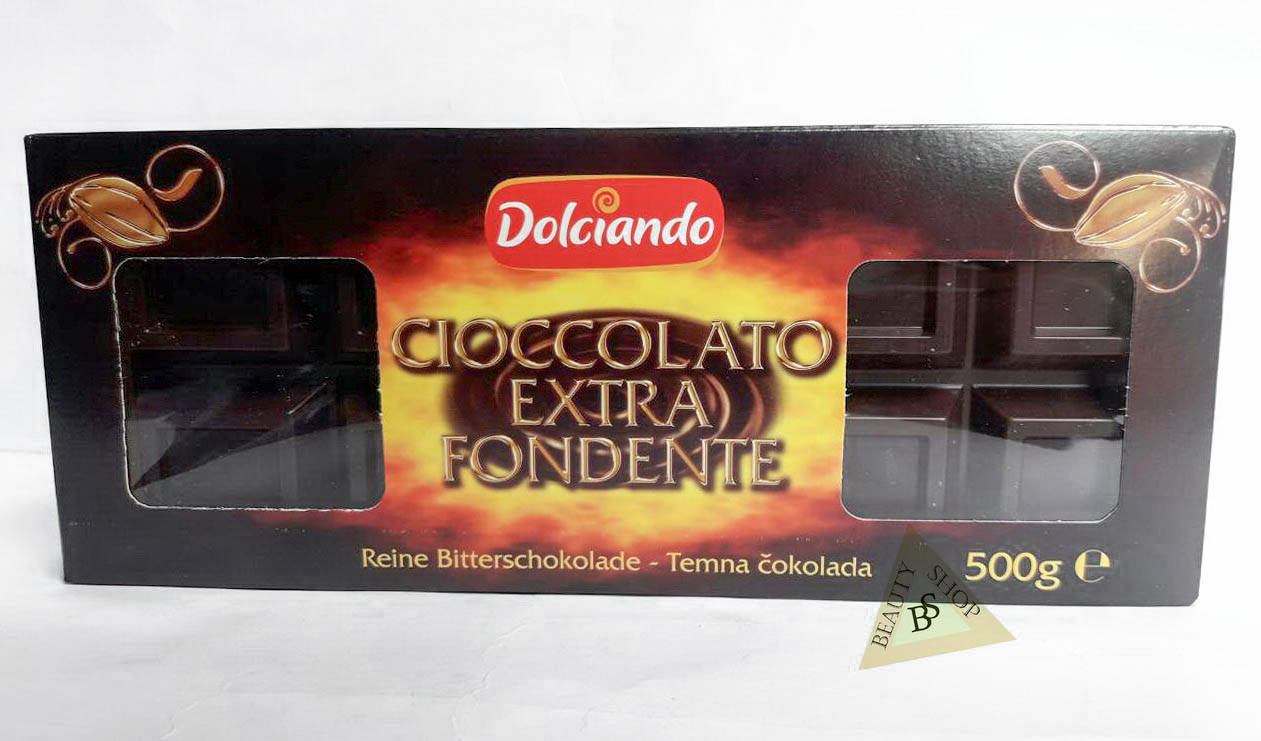 Dolciando
CIOCCOLATO
EXTRA
FONDENTE
Reine Bitterschokolade - Temna čokolada
500g ℮
BEAUTY SHOP
BS